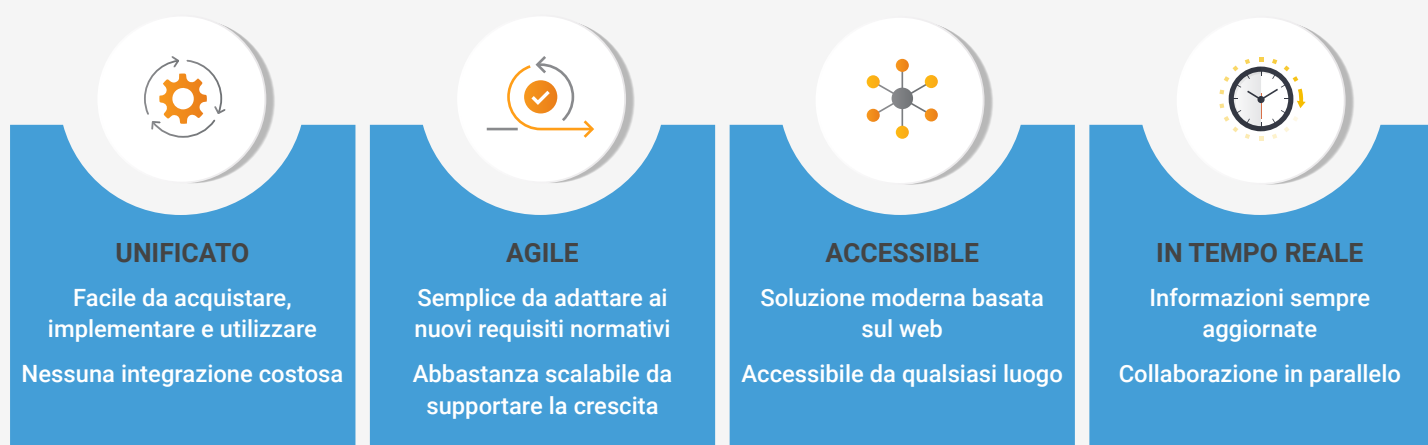 UNIFICATO
Facile da acquistare,
implementare e utilizzare
Nessuna integrazione costosa
AGILE
Semplice da adattare ai
nuovi requisiti normativi
Abbastanza scalabile da
supportare la crescita
ACCESSIBLE
Soluzione moderna basata
sul web
Accessibile da qualsiasi luogo
IN TEMPO REALE
Informazioni sempre
aggiornate
Collaborazione in parallelo